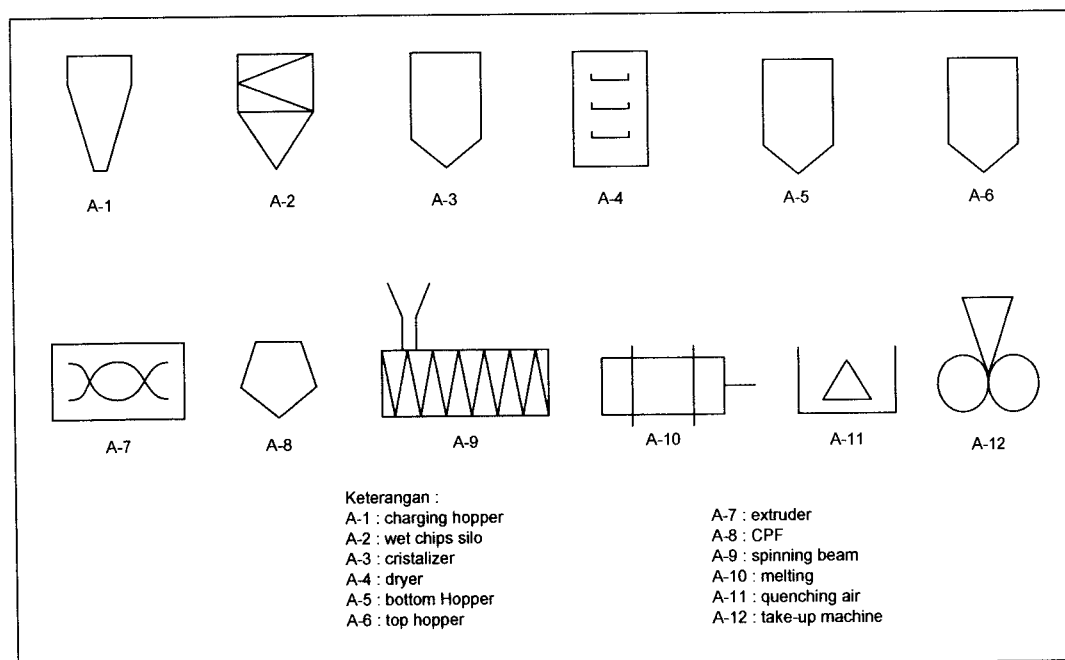 A-1
A-2
A-3
A-4
A-5
A-6
A-7
A-8
A-9
A-10
A-11
A-12
Keterangan :
A-1 : charging hopper
A-2 : wet chips silo
A-3 : cristalizer
A-4 : dryer
A-5 : bottom Hopper
A-6 : top hopper
A-7 : extruder
A-8 : CPF
A-9 : spinning beam
A-10 : melting
A-11 : quenching air
A-12 : take-up machine